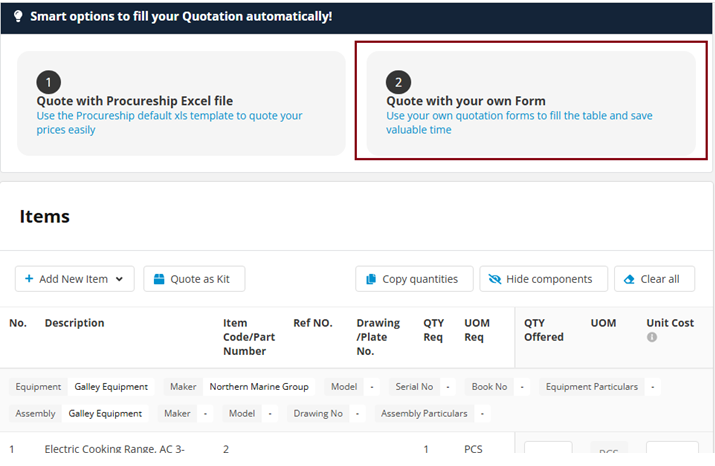 Smart options to fill your Quotation automatically!
1
Quote with Procureship Excel file
Use the Procureship default xls template to quote your
prices easily
2
Quote with your own Form
Use your own quotation forms to fill the table and save
valuable time
Items
+ Add New Item
Quote as Kit
Copy quantities
Hide components
Clear all
No. Description Item Code/Part Number Ref NO. Drawing /Plate No. QTY Req UOM Req QTY Offered UOM Unit Cost
Equipment Galley Equipment Maker Northern Marine Group Model - Serial No - Book No - Equipment Particulars -
Assembly Galley Equipment Maker - Model - Drawing No - Assembly Particulars -
1 Electric Cooking Range, AC 3- 2 1 PCS PCS